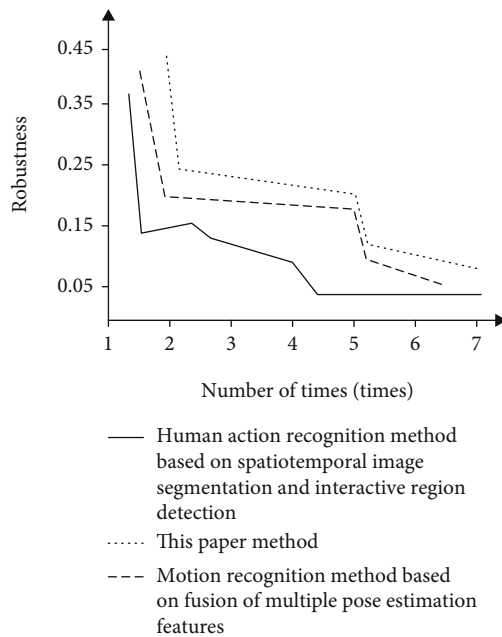 0.45
0.35
0.25
0.15
0.05
Robustness
1 2 3 4 5 6 7
Number of times (times)
Human action recognition method
based on spatiotemporal image
segmentation and interactive region
detection
This paper method
Motion recognition method based
on fusion of multiple pose estimation
features